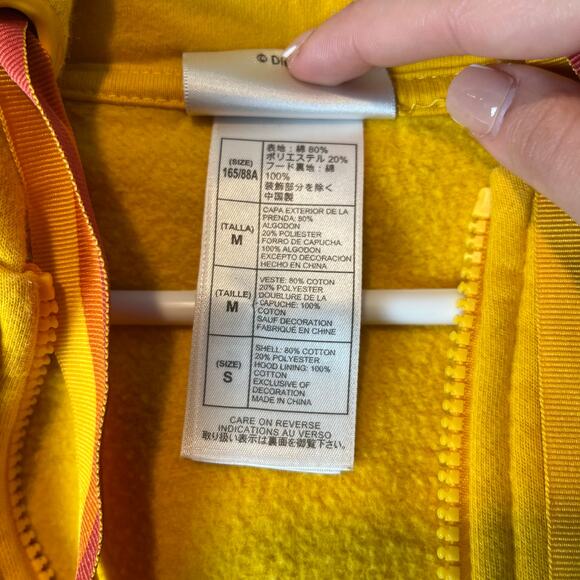 © Di
(SIZE)
165/88A
表地:綿 80%
ポリエステル 20%
フード裏地:綿
100%
装飾部分を除く
中国製
(TALLA)
M
CAPA EXTERIOR DE LA
PRENDA: 80%
ALGODON
20% POLIESTER
FORRO DE CAPUCHA:
100% ALGODON
EXCEPTO DECORACIÓN
HECHO EN CHINA
(TAILLE)
M
VESTE: 80% COTON
20% POLYESTER
DOUBLURE DE LA
CAPUCHE: 100%
COTON
SAUF DECORATION
FABRIQUÉ EN CHINE
(SIZE)
S
SHELL: 80% COTTON
20% POLYESTER
HOOD LINING: 100%
COTTON
EXCLUSIVE OF
DECORATION
MADE IN CHINA
CARE ON REVERSE
INDICATIONS AU VERSO
取り扱い表示は裏面を御覧下さい。